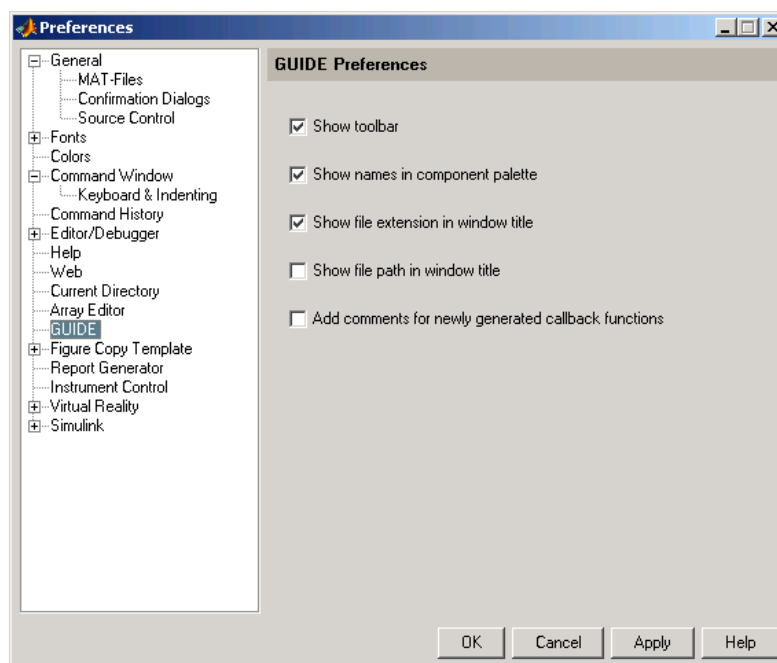 Preferences
General
MAT-Files
Confirmation Dialogs
Source Control
Fonts
Colors
Command Window
Keyboard & Indenting
Command History
Editor/Debugger
Help
Web
Current Directory
Array Editor
GUIDE
Figure Copy Template
Report Generator
Instrument Control
Virtual Reality
Simulink
GUIDE Preferences
Show toolbar
Show names in component palette
Show file extension in window title
Show file path in window title
Add comments for newly generated callback functions
OK Cancel Apply Help